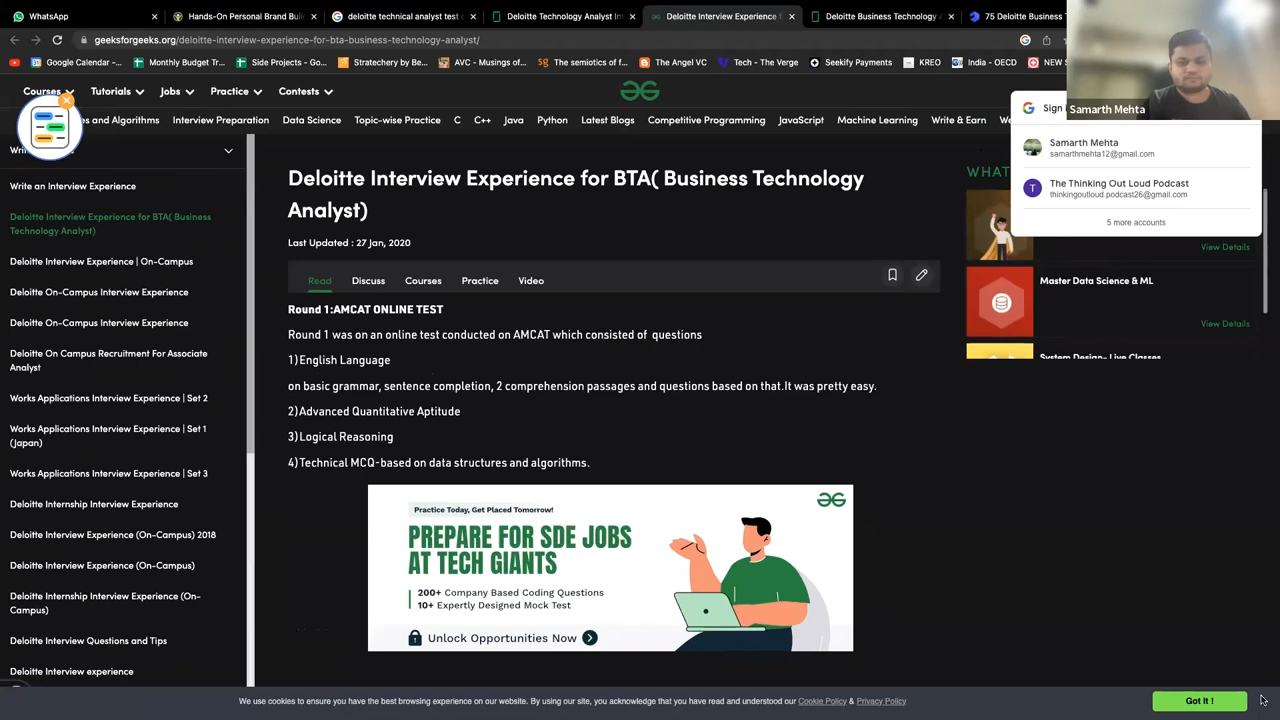 WhatsApp
Hands-On Personal Brand Buil
deloitte technical analyst test
Deloitte Technology Analyst In
Deloitte Interview Experience f
Deloitte Business Technology A
75 Deloitte Business T
geeksforgeeks.org/deloitte-interview-experience-for-bta-business-technology-analyst/
Google Calendar -...
Monthly Budget Tr...
Side Projects - Go...
Stratechery by Be...
AVC - Musings of...
The semiotics of f...
The Angel VC
Tech - The Verge
Seekify Payments
KREO
India - OECD
NEW S
Samarth Mehta
Courses
Tutorials
Jobs
Practice
Contests
Sign
es and Algorithms
Interview Preparation
Data Science
Topic-wise Practice
C
C++
Java
Python
Latest Blogs
Competitive Programming
JavaScript
Machine Learning
Write & Earn
We
Samarth Mehta
samarthmehta12@gmail.com
The Thinking Out Loud Podcast
thinkingoutloud.podcast26@gmail.com
5 more accounts
Writ
Write an Interview Experience
Deloitte Interview Experience for BTA( Business
Technology Analyst)
Deloitte Interview Experience | On-Campus
Deloitte On-Campus Interview Experience
Deloitte On-Campus Interview Experience
Deloitte On Campus Recruitment For Associate
Analyst
Works Applications Interview Experience | Set 2
Works Applications Interview Experience | Set 1
(Japan)
Works Applications Interview Experience | Set 3
Deloitte Internship Interview Experience
Deloitte Interview Experience (On-Campus) 2018
Deloitte Interview Experience (On-Campus)
Deloitte Internship Interview Experience (On-
Campus)
Deloitte Interview Questions and Tips
Deloitte Interview experience
Deloitte Interview Experience for BTA( Business Technology
Analyst)
Last Updated : 27 Jan, 2020
Read
Discuss
Courses
Practice
Video
Round 1:AMCAT ONLINE TEST
Round 1 was on an online test conducted on AMCAT which consisted of questions
1)English Language
on basic grammar, sentence completion, 2 comprehension passages and questions based on that.It was pretty easy.
2)Advanced Quantitative Aptitude
3)Logical Reasoning
4)Technical MCQ-based on data structures and algorithms.
Practice Today, Get Placed Tomorrow!
PREPARE FOR SDE JOBS
AT TECH GIANTS
200+ Company Based Coding Questions
10+ Expertly Designed Mock Test
Unlock Opportunities Now
WHAT
View Details
Master Data Science & ML
View Details
System Design- Live Classes
We use cookies to ensure you have the best browsing experience on our website. By using our site, you acknowledge that you have read and understood our Cookie Policy & Privacy Policy
Got It !